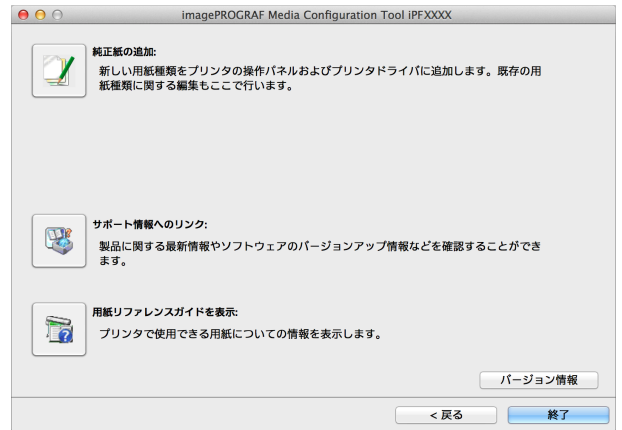 imagePROGRAF Media Configuration Tool iPFXXXX
純正紙の追加:
新しい用紙種類をプリンタの操作パネルおよびプリンタドライバに追加します。既存の用
紙種類に関する編集もここで行います。
サポート情報へのリンク:
製品に関する最新情報やソフトウェアのバージョンアップ情報などを確認することができ
ます。
用紙リファレンスガイドを表示:
プリンタで使用できる用紙についての情報を表示します。
バージョン情報
< 戻る
終了